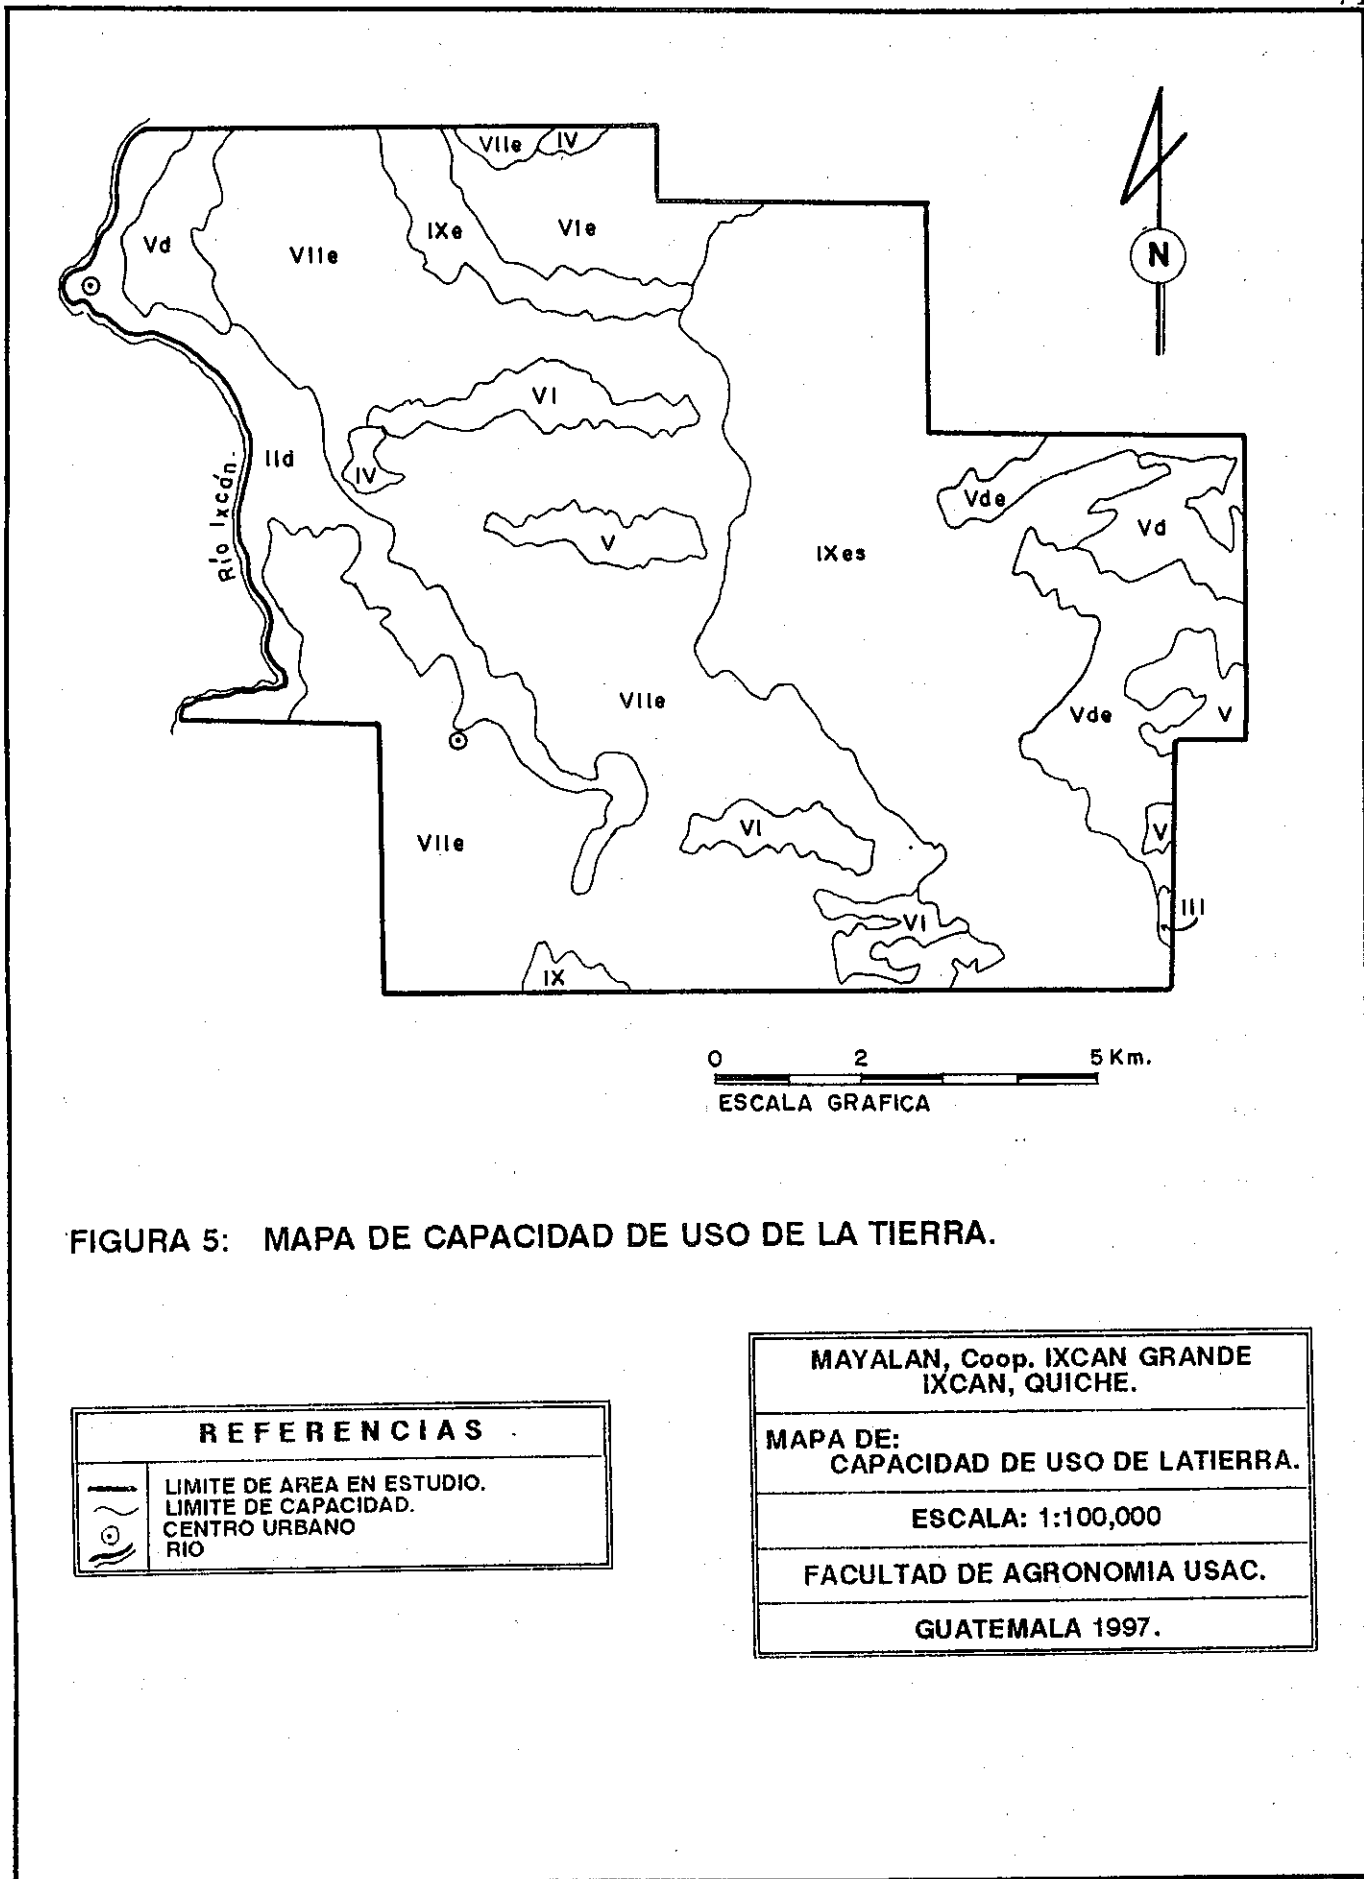 VIIe
IV
Vd
VIIe
IXe
VIe
N
VI
IId
IV
Río Ixcán.
V
IXes
Vde
Vd
VIIe
Vde
V
VIIe
VI
V
VI
III
IX
0 2 5 Km.
ESCALA GRAFICA
FIGURA 5: MAPA DE CAPACIDAD DE USO DE LA TIERRA.
REFERENCIAS
LIMITE DE AREA EN ESTUDIO.
LIMITE DE CAPACIDAD.
CENTRO URBANO
RIO
MAYALAN, Coop. IXCAN GRANDE
IXCAN, QUICHE.
MAPA DE:
CAPACIDAD DE USO DE LATIERRA.
ESCALA: 1:100,000
FACULTAD DE AGRONOMIA USAC.
GUATEMALA 1997.